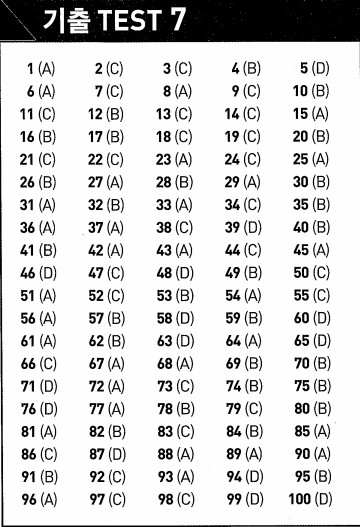 기출 TEST 7
1 (A) 2 (C) 3 (C) 4 (B) 5 (D)
6 (A) 7 (C) 8 (A) 9 (C) 10 (B)
11 (C) 12 (B) 13 (C) 14 (C) 15 (A)
16 (B) 17 (B) 18 (C) 19 (C) 20 (B)
21 (C) 22 (C) 23 (A) 24 (C) 25 (A)
26 (B) 27 (A) 28 (B) 29 (A) 30 (B)
31 (A) 32 (B) 33 (A) 34 (C) 35 (B)
36 (A) 37 (A) 38 (C) 39 (D) 40 (B)
41 (B) 42 (A) 43 (A) 44 (C) 45 (A)
46 (D) 47 (C) 48 (D) 49 (B) 50 (C)
51 (A) 52 (C) 53 (B) 54 (A) 55 (C)
56 (A) 57 (B) 58 (D) 59 (B) 60 (D)
61 (A) 62 (B) 63 (D) 64 (A) 65 (D)
66 (C) 67 (A) 68 (A) 69 (B) 70 (B)
71 (D) 72 (A) 73 (C) 74 (B) 75 (B)
76 (D) 77 (A) 78 (B) 79 (C) 80 (B)
81 (A) 82 (B) 83 (C) 84 (B) 85 (A)
86 (C) 87 (D) 88 (A) 89 (A) 90 (A)
91 (B) 92 (C) 93 (A) 94 (D) 95 (B)
96 (A) 97 (C) 98 (C) 99 (D) 100 (D)